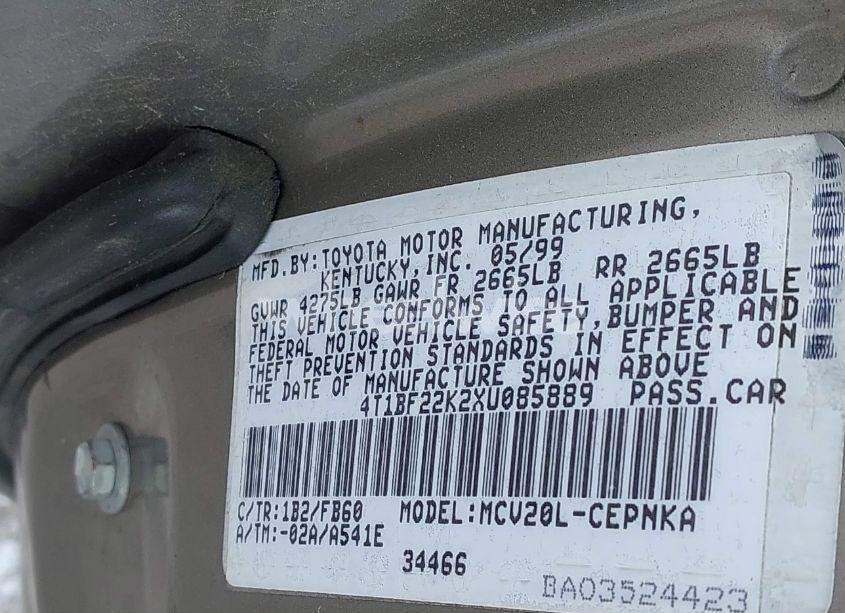 MFD.BY:TOYOTA MOTOR MANUFACTURING,
KENTUCKY,INC. 05/99
GVWR 4275LB GAWR FR 2665LB RR 2665LB
THIS VEHICLE CONFORMS TO ALL APPLICABLE
FEDERAL MOTOR VEHICLE SAFETY,BUMPER AND
THEFT PREVENTION STANDARDS IN EFFECT ON
THE DATE OF MANUFACTURE SHOWN ABOVE
4T1BF22K2XU085889 PASS.CAR
C/TR:1B2/FB60 MODEL:MCV20L-CEPNKA
A/TM:-02A/A541E
34466
BA03524423